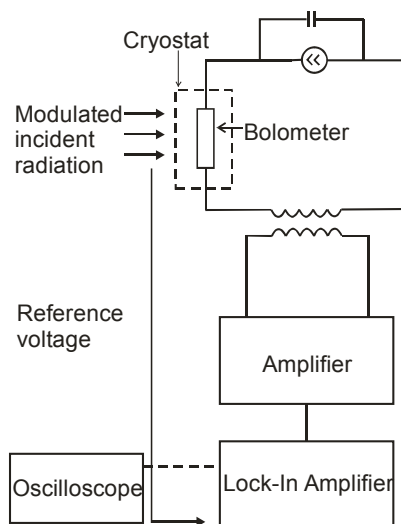 Cryostat
Modulated
incident
radiation
Bolometer
Reference
voltage
Amplifier
Oscilloscope
Lock-In Amplifier